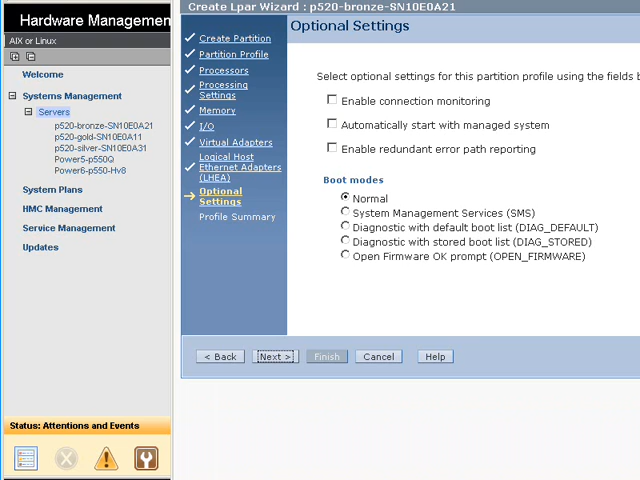 Hardware Managemen
AIX or Linux
Welcome
Systems Management
Servers
p520-bronze-SN10E0A21
p520-gold-SN10E0A11
p520-silver-SN10E0A31
Power5-p550Q
Power6-p550-Hv8
System Plans
HMC Management
Service Management
Updates
Status: Attentions and Events
Create Lpar Wizard : p520-bronze-SN10E0A21
Create Partition
Partition Profile
Processors
Processing
Settings
Memory
I/O
Virtual Adapters
Logical Host
Ethernet Adapters
(LHEA)
Optional
Settings
Profile Summary
Optional Settings
Select optional settings for this partition profile using the fields b
Enable connection monitoring
Automatically start with managed system
Enable redundant error path reporting
Boot modes
Normal
System Management Services (SMS)
Diagnostic with default boot list (DIAG_DEFAULT)
Diagnostic with stored boot list (DIAG_STORED)
Open Firmware OK prompt (OPEN_FIRMWARE)
< Back
Next >
Finish
Cancel
Help